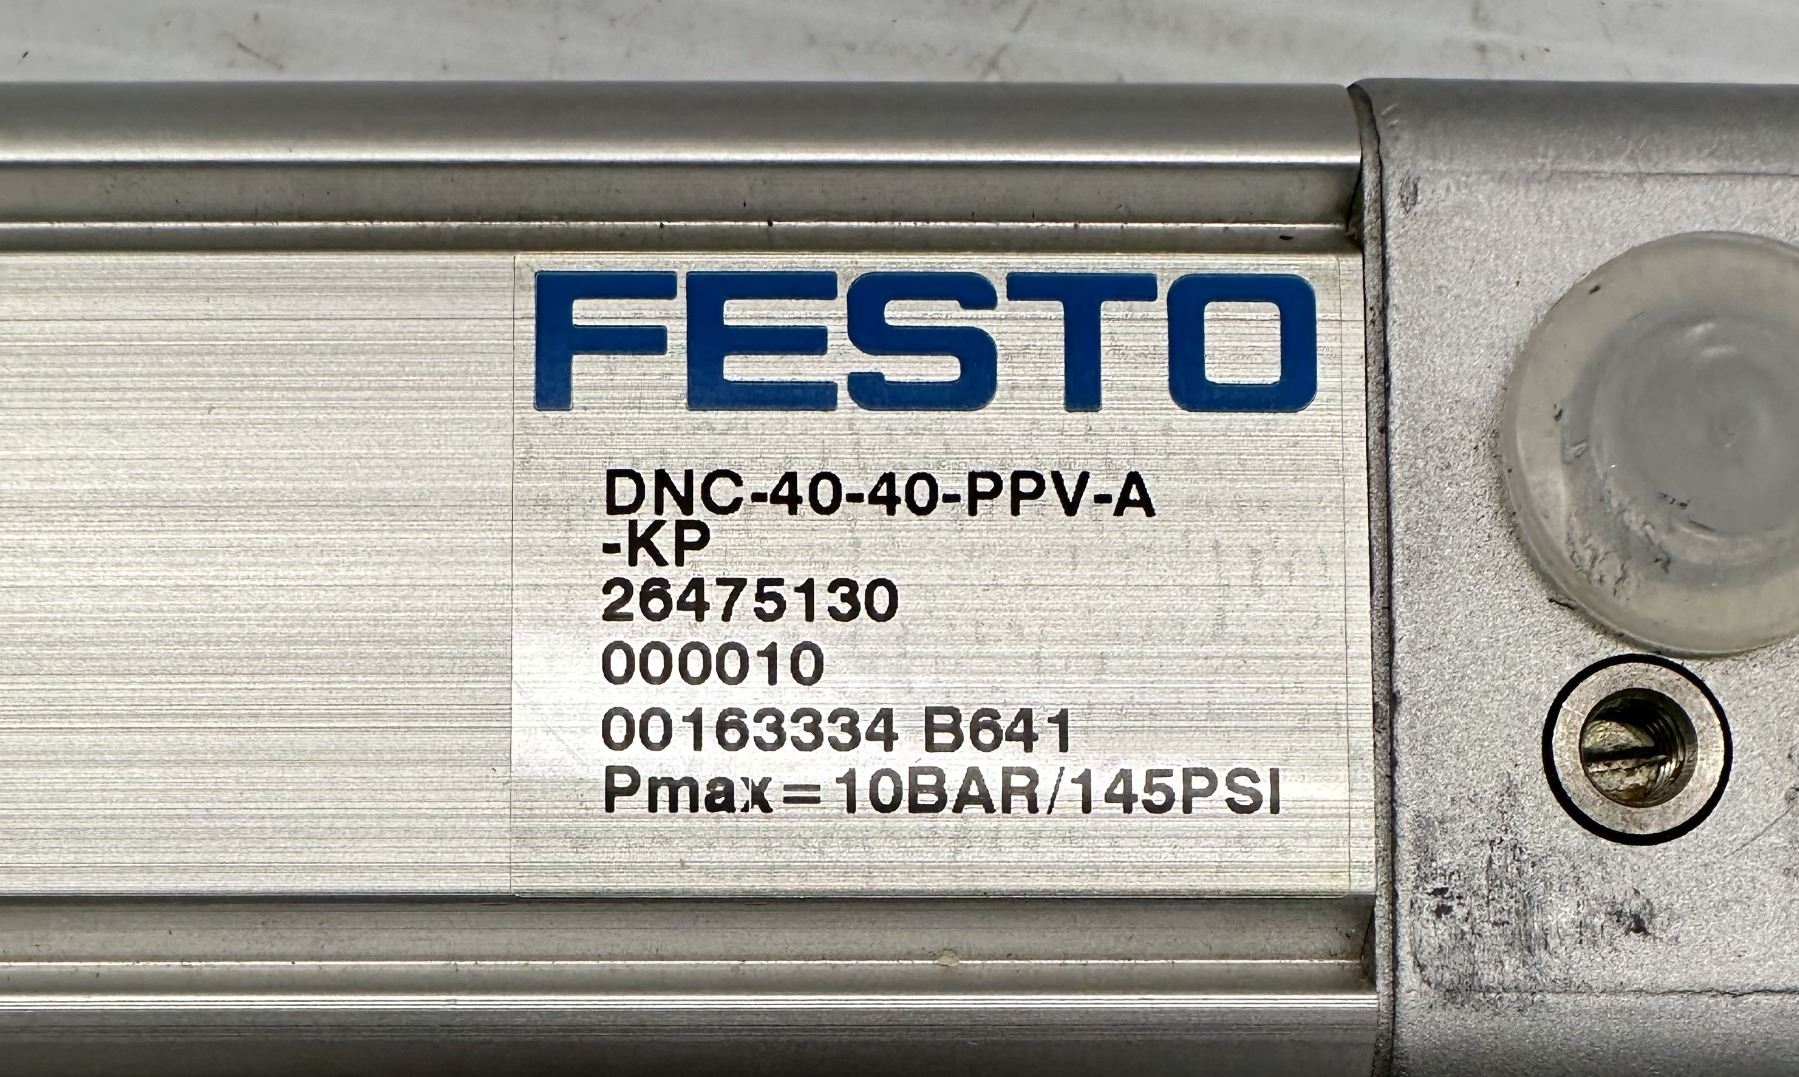 FESTO
DNC-40-40-PPV-A
-KP
26475130
000010
00163334 B641
Pmax=10BAR/145PSI